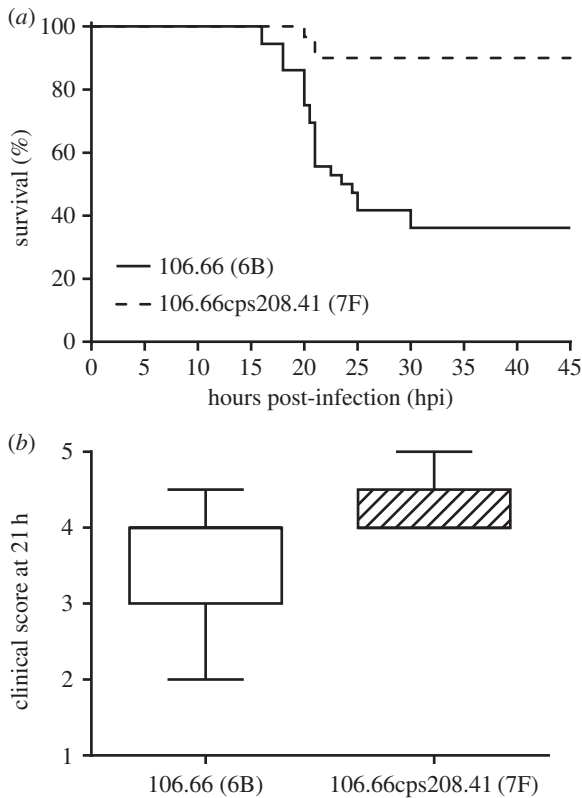 (a)
100
80
60
40
20
0
survival (%)
106.66 (6B)
106.66cps208.41 (7F)
0 5 10 15 20 25 30 35 40 45
hours post-infection (hpi)
(b)
5
4
3
2
1
clinical score at 21 h
106.66 (6B) 106.66cps208.41 (7F)